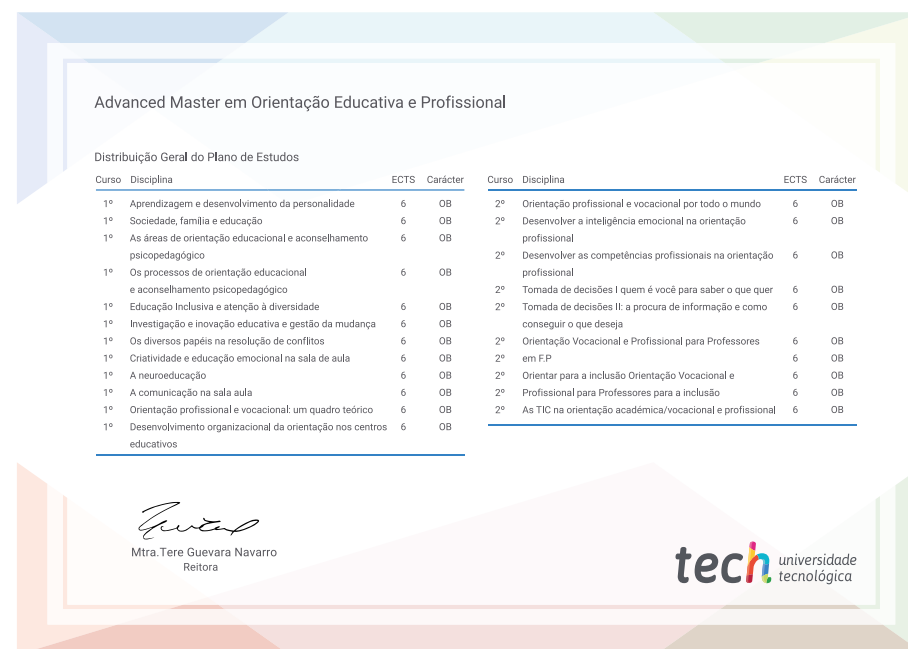 Advanced Master em Orientação Educativa e Profissional
Distribuição Geral do Plano de Estudos
Curso Disciplina ECTS Carácter
1º Aprendizagem e desenvolvimento da personalidade 6 OB
1º Sociedade, família e educação 6 OB
1º As áreas de orientação educacional e aconselhamento 6 OB
psicopedagógico
1º Os processos de orientação educacional 6 OB
e aconselhamento psicopedagógico
1º Educação Inclusiva e atenção à diversidade 6 OB
1º Investigação e inovação educativa e gestão da mudança 6 OB
1º Os diversos papéis na resolução de conflitos 6 OB
1º Criatividade e educação emocional na sala de aula 6 OB
1º A neuroeducação 6 OB
1º A comunicação na sala aula 6 OB
1º Orientação profissional e vocacional: um quadro teórico 6 OB
1º Desenvolvimento organizacional da orientação nos centros 6 OB
educativos
Curso Disciplina ECTS Carácter
2º Orientação profissional e vocacional por todo o mundo 6 OB
2º Desenvolver a inteligência emocional na orientação 6 OB
profissional
2º Desenvolver as competências profissionais na orientação 6 OB
profissional
2º Tomada de decisões I quem é você para saber o que quer 6 OB
2º Tomada de decisões II: a procura de informação e como 6 OB
conseguir o que deseja
2º Orientação Vocacional e Profissional para Professores 6 OB
2º em F.P 6 OB
2º Orientar para a inclusão Orientação Vocacional e 6 OB
2º Profissional para Professores para a inclusão 6 OB
2º As TIC na orientação académica/vocacional e profissional 6 OB
Mtra.Tere Guevara Navarro
Reitora
tech universidade
tecnológica